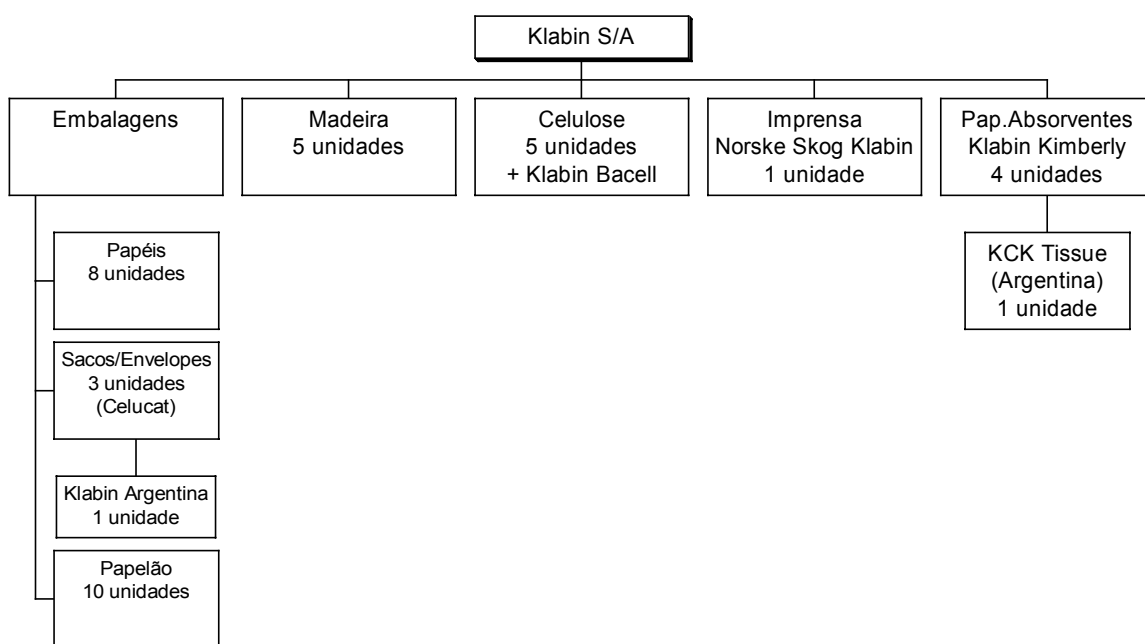 Klabin S/A
Embalagens
Madeira
5 unidades
Celulose
5 unidades
+ Klabin Bacell
Imprensa
Norske Skog Klabin
1 unidade
Pap.Absorventes
Klabin Kimberly
4 unidades
KCK Tissue
(Argentina)
1 unidade
Papéis
8 unidades
Sacos/Envelopes
3 unidades
(Celucat)
Klabin Argentina
1 unidade
Papelão
10 unidades